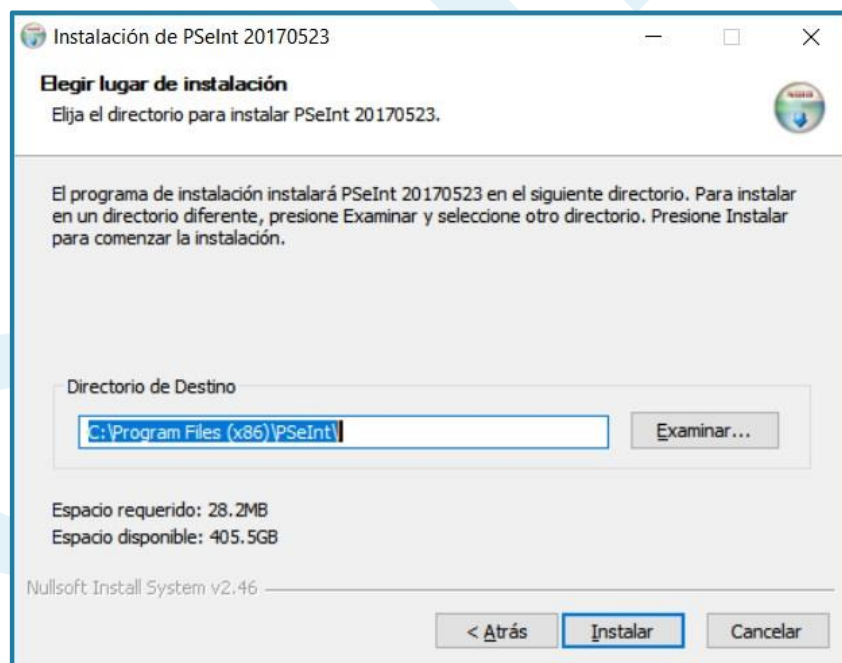 Instalación de PSeInt 20170523
Elegir lugar de instalación
Elija el directorio para instalar PSeInt 20170523.
El programa de instalación instalará PSeInt 20170523 en el siguiente directorio. Para instalar
en un directorio diferente, presione Examinar y seleccione otro directorio. Presione Instalar
para comenzar la instalación.
Directorio de Destino
C:\Program Files (x86)\PSeInt\
Examinar...
Espacio requerido: 28.2MB
Espacio disponible: 405.5GB
Nullsoft Install System v2.46
< Atrás
Instalar
Cancelar